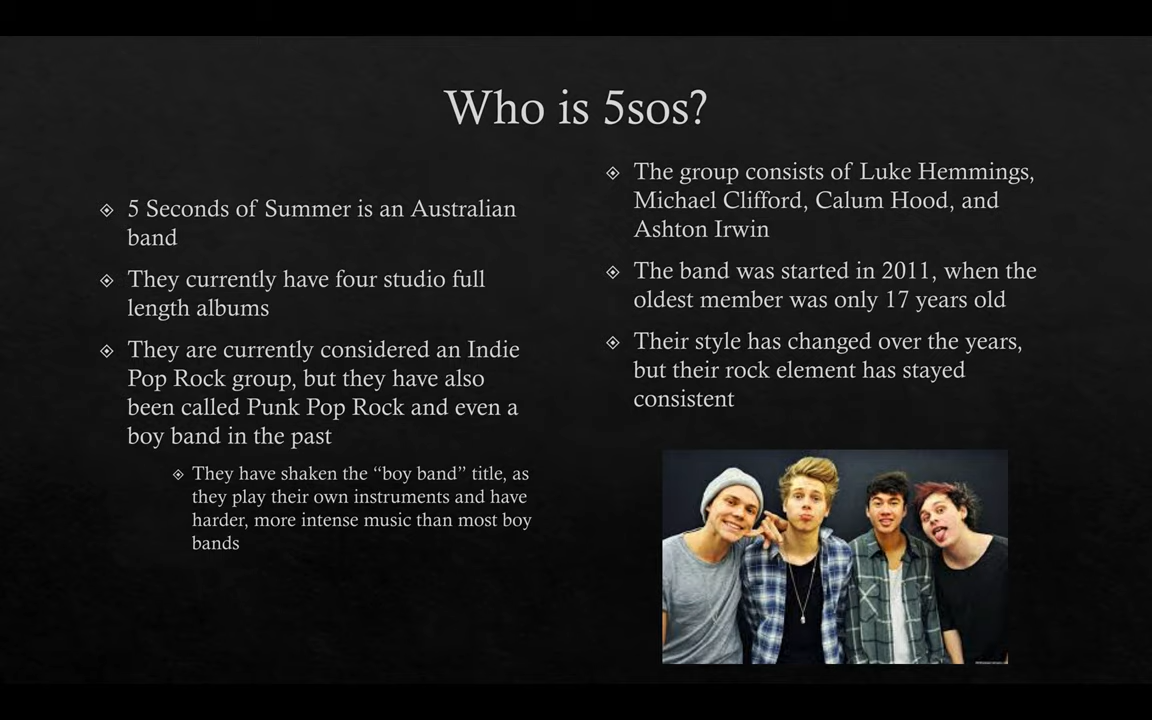 Who is 5sos?
5 Seconds of Summer is an Australian
band
They currently have four studio full
length albums
They are currently considered an Indie
Pop Rock group, but they have also
been called Punk Pop Rock and even a
boy band in the past
They have shaken the “boy band” title, as
they play their own instruments and have
harder, more intense music than most boy
bands
The group consists of Luke Hemmings,
Michael Clifford, Calum Hood, and
Ashton Irwin
The band was started in 2011, when the
oldest member was only 17 years old
Their style has changed over the years,
but their rock element has stayed
consistent